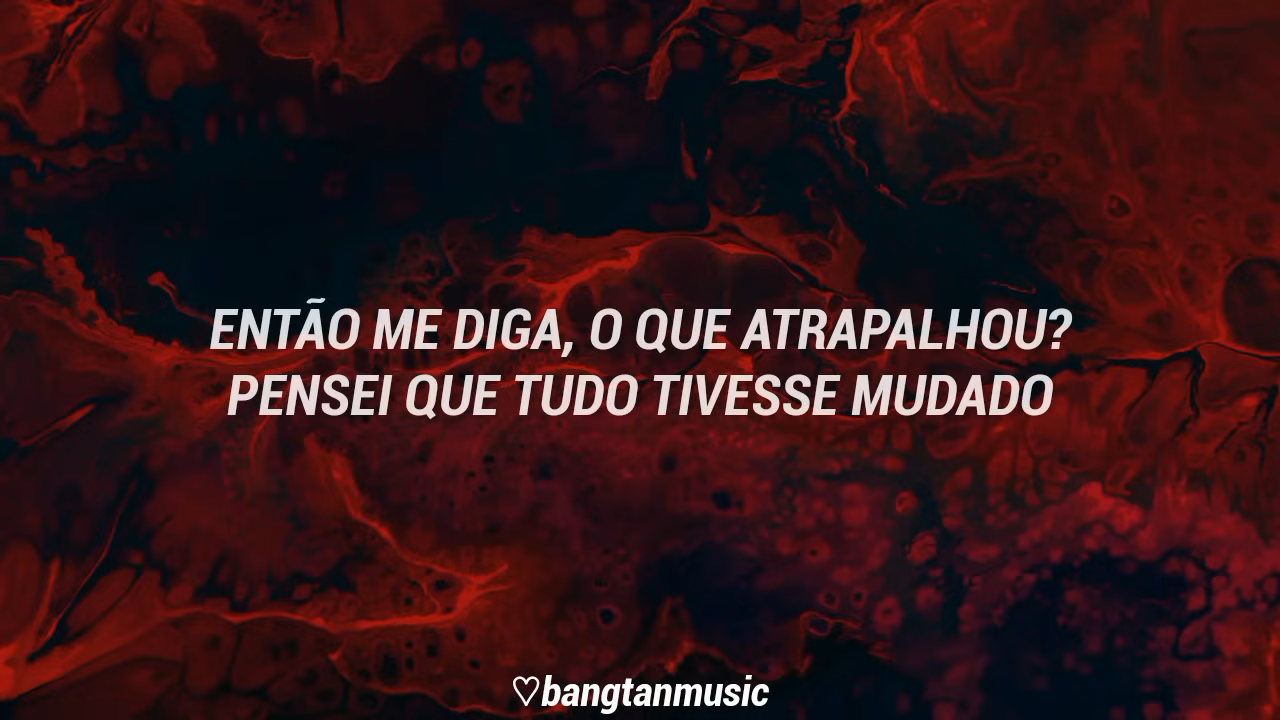 ENTÃO ME DIGA, O QUE ATRAPALHOU?
PENSEI QUE TUDO TIVESSE MUDADO
♡bangtanmusic